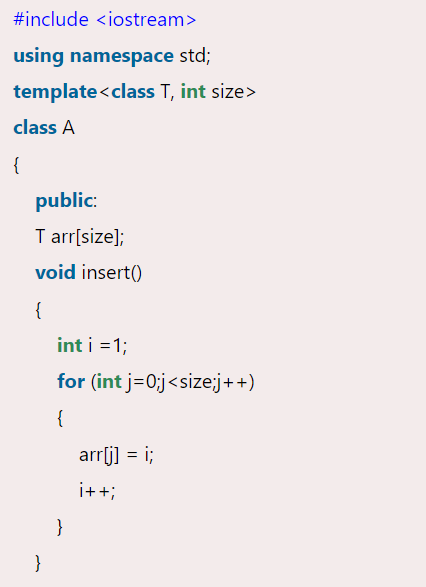 #include <iostream>
using namespace std;
template<class T, int size>
class A
{
public:
T arr[size];
void insert()
{
int i =1;
for (int j=0;j<size;j++)
{
arr[j] = i;
i++;
}
}